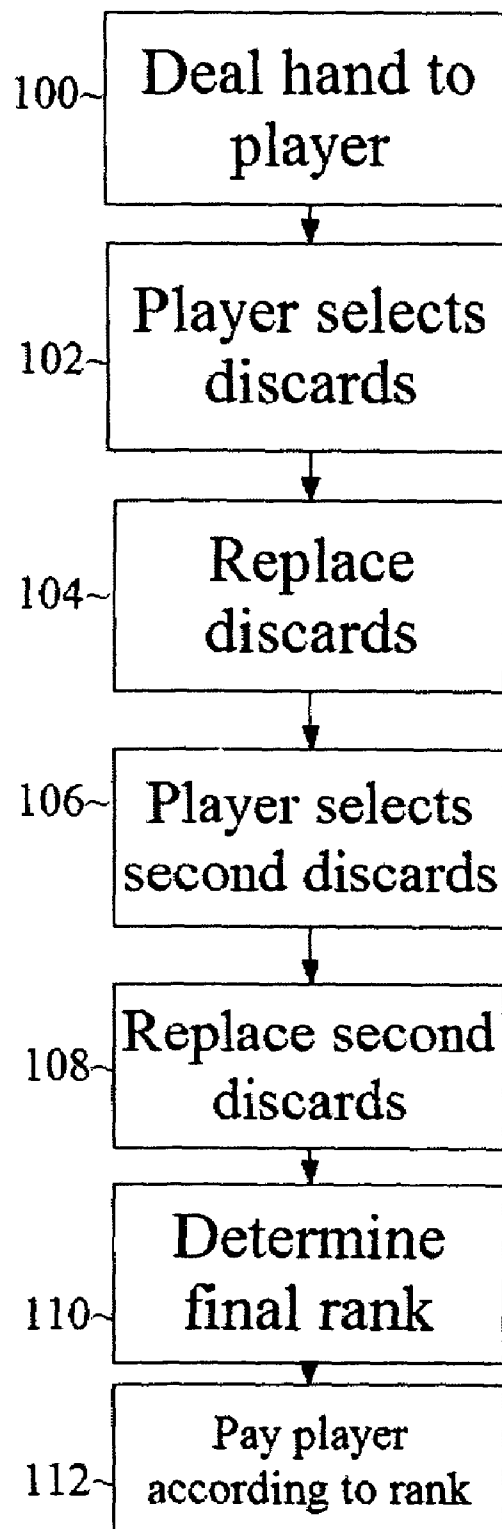 100~ Deal hand to
player
102~ Player selects
discards
104~ Replace
discards
106~ Player selects
second discards
108~ Replace second
discards
110~ Determine
final rank
112~ Pay player
according to rank